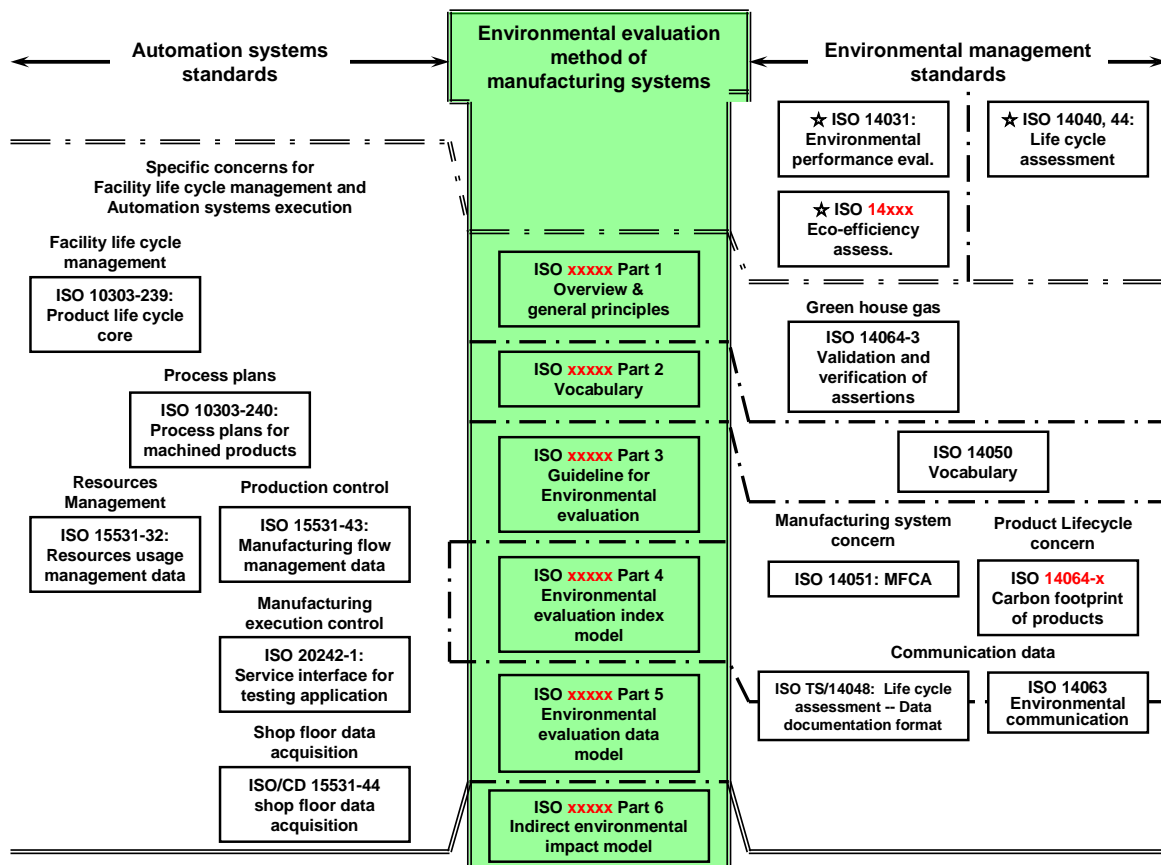 Automation systems
standards
Environmental evaluation
method of
manufacturing systems
Environmental management
standards
Specific concerns for
Facility life cycle management and
Automation systems execution
Facility life cycle
management
ISO 10303-239:
Product life cycle
core
Process plans
ISO 10303-240:
Process plans for
machined products
Resources
Management
ISO 15531-32:
Resources usage
management data
Production control
ISO 15531-43:
Manufacturing flow
management data
Manufacturing
execution control
ISO 20242-1:
Service interface for
testing application
Shop floor data
acquisition
ISO/CD 15531-44
shop floor data
acquisition
ISO xxxxx Part 1
Overview &
general principles
ISO xxxxx Part 2
Vocabulary
ISO xxxxx Part 3
Guideline for
Environmental
evaluation
ISO xxxxx Part 4
Environmental
evaluation index
model
ISO xxxxx Part 5
Environmental
evaluation data
model
ISO xxxxx Part 6
Indirect environmental
impact model
☆ ISO 14031:
Environmental
performance eval.
☆ ISO 14040, 44:
Life cycle
assessment
☆ ISO 14xxx
Eco-efficiency
assess.
Green house gas
ISO 14064-3
Validation and
verification of
assertions
ISO 14050
Vocabulary
Manufacturing system
concern
ISO 14051: MFCA
Product Lifecycle
concern
ISO 14064-x
Carbon footprint
of products
Communication data
ISO TS/14048: Life cycle
assessment -- Data
documentation format
ISO 14063
Environmental
communication